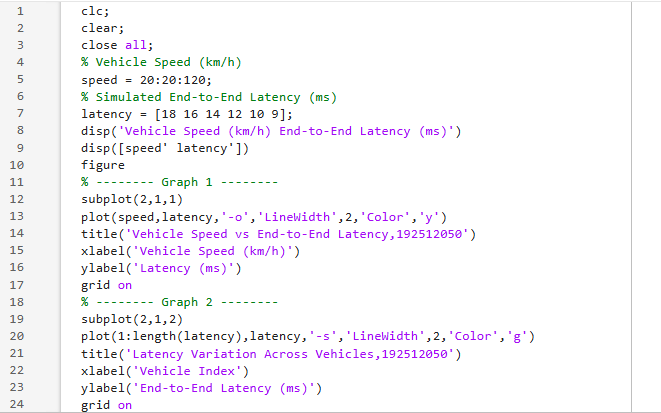 1 clc;
2 clear;
3 close all;
4 % Vehicle Speed (km/h)
5 speed = 20:20:120;
6 % Simulated End-to-End Latency (ms)
7 latency = [18 16 14 12 10 9];
8 disp('Vehicle Speed (km/h) End-to-End Latency (ms)')
9 disp([speed' latency'])
10 figure
11 % -------- Graph 1 --------
12 subplot(2,1,1)
13 plot(speed,latency,'-o','LineWidth',2,'Color','y')
14 title('Vehicle Speed vs End-to-End Latency,192512050')
15 xlabel('Vehicle Speed (km/h)')
16 ylabel('Latency (ms)')
17 grid on
18 % -------- Graph 2 --------
19 subplot(2,1,2)
20 plot(1:length(latency),latency,'-s','LineWidth',2,'Color','g')
21 title('Latency Variation Across Vehicles,192512050')
22 xlabel('Vehicle Index')
23 ylabel('End-to-End Latency (ms)')
24 grid on